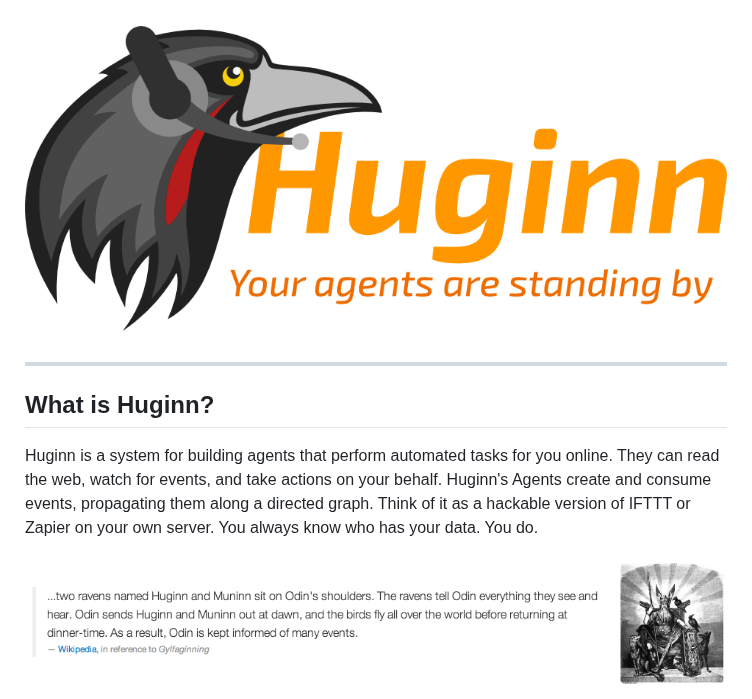 Huginn
Your agents are standing by
What is Huginn?
Huginn is a system for building agents that perform automated tasks for you online. They can read
the web, watch for events, and take actions on your behalf. Huginn's Agents create and consume
events, propagating them along a directed graph. Think of it as a hackable version of IFTTT or
Zapier on your own server. You always know who has your data. You do.
...two ravens named Huginn and Muninn sit on Odin's shoulders. The ravens tell Odin everything they see and
hear. Odin sends Huginn and Muninn out at dawn, and the birds fly all over the world before returning at
dinner-time. As a result, Odin is kept informed of many events.
— Wikipedia, in reference to Gylfaginning